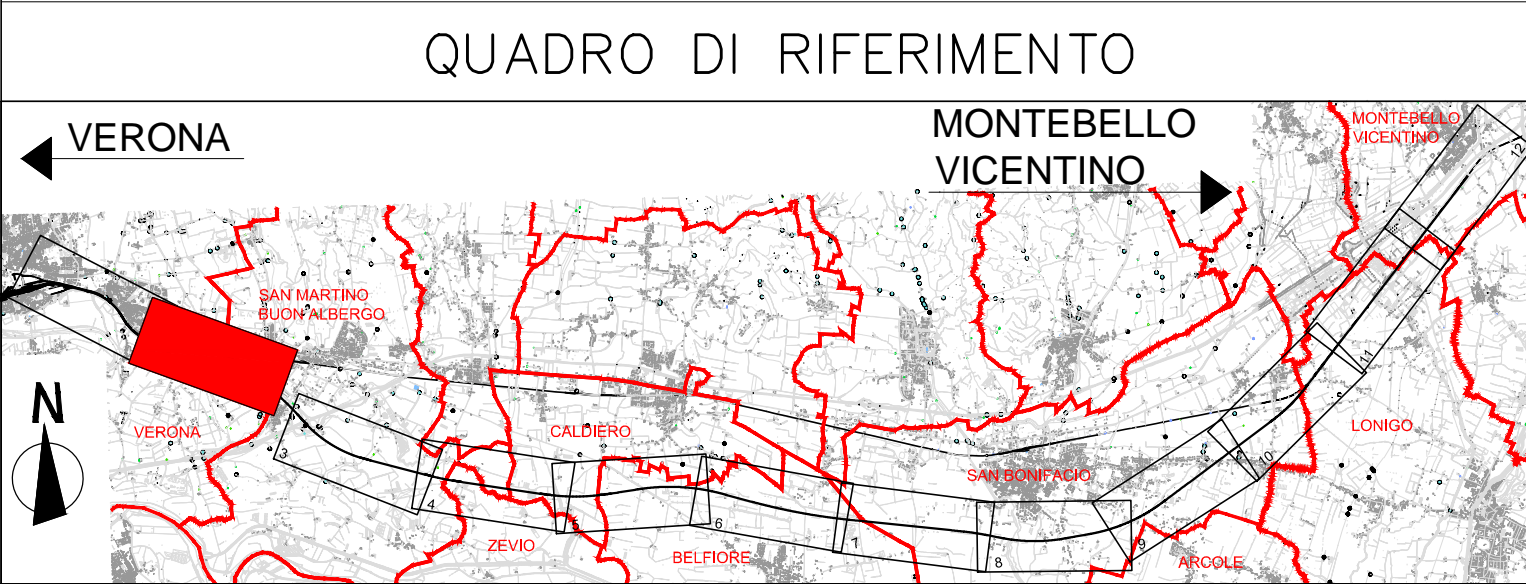 QUADRO DI RIFERIMENTO
VERONA
MONTEBELLO
VICENTINO
MONTEBELLO
VICENTINO
12
SAN MARTINO
BUON ALBERGO
N
VERONA
CALDIERO
LONIGO
SAN BONIFACIO
ZEVIO
BELFIORE
ARCOLE
3
4
5
6
7
8
9
10
11